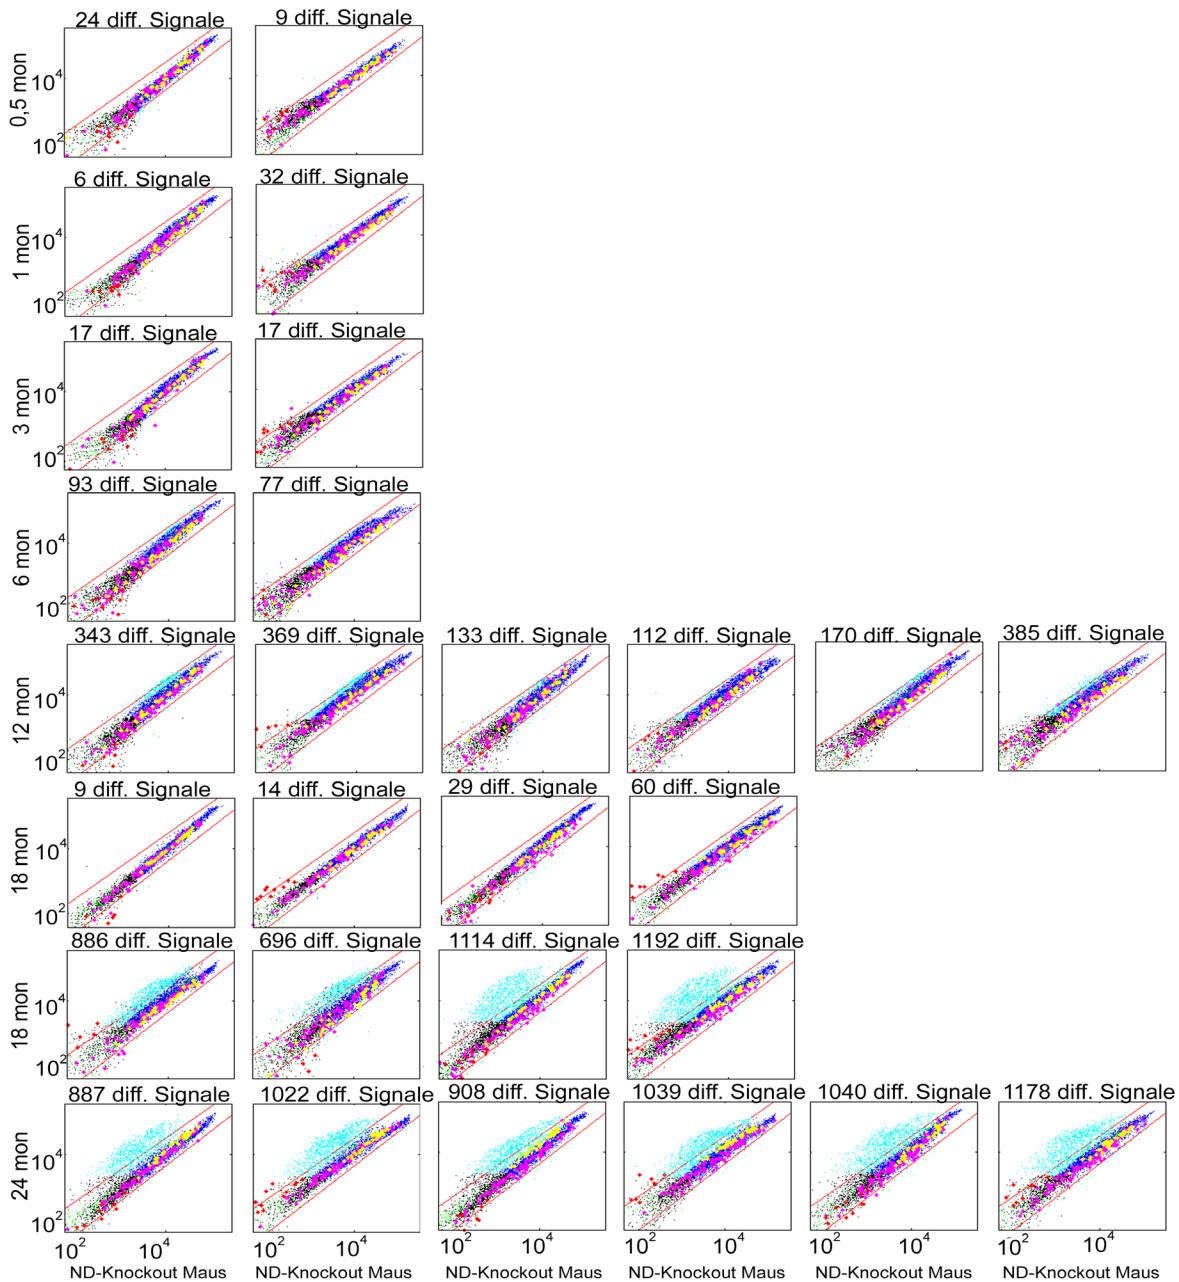 24 diff. Signale 9 diff. Signale
0,5 mon
10^4
10^2
6 diff. Signale 32 diff. Signale
1 mon
10^4
10^2
17 diff. Signale 17 diff. Signale
3 mon
10^4
10^2
93 diff. Signale 77 diff. Signale
6 mon
10^4
10^2
343 diff. Signale 369 diff. Signale 133 diff. Signale 112 diff. Signale 170 diff. Signale 385 diff. Signale
12 mon
10^4
10^2
9 diff. Signale 14 diff. Signale 29 diff. Signale 60 diff. Signale
18 mon
10^4
10^2
886 diff. Signale 696 diff. Signale 1114 diff. Signale 1192 diff. Signale
18 mon
10^4
10^2
887 diff. Signale 1022 diff. Signale 908 diff. Signale 1039 diff. Signale 1040 diff. Signale 1178 diff. Signale
24 mon
10^4
10^2
10^2 10^4 10^2 10^4 10^2 10^4 10^2 10^4 10^2 10^4 10^2 10^4
ND-Knockout Maus ND-Knockout Maus ND-Knockout Maus ND-Knockout Maus ND-Knockout Maus ND-Knockout Maus